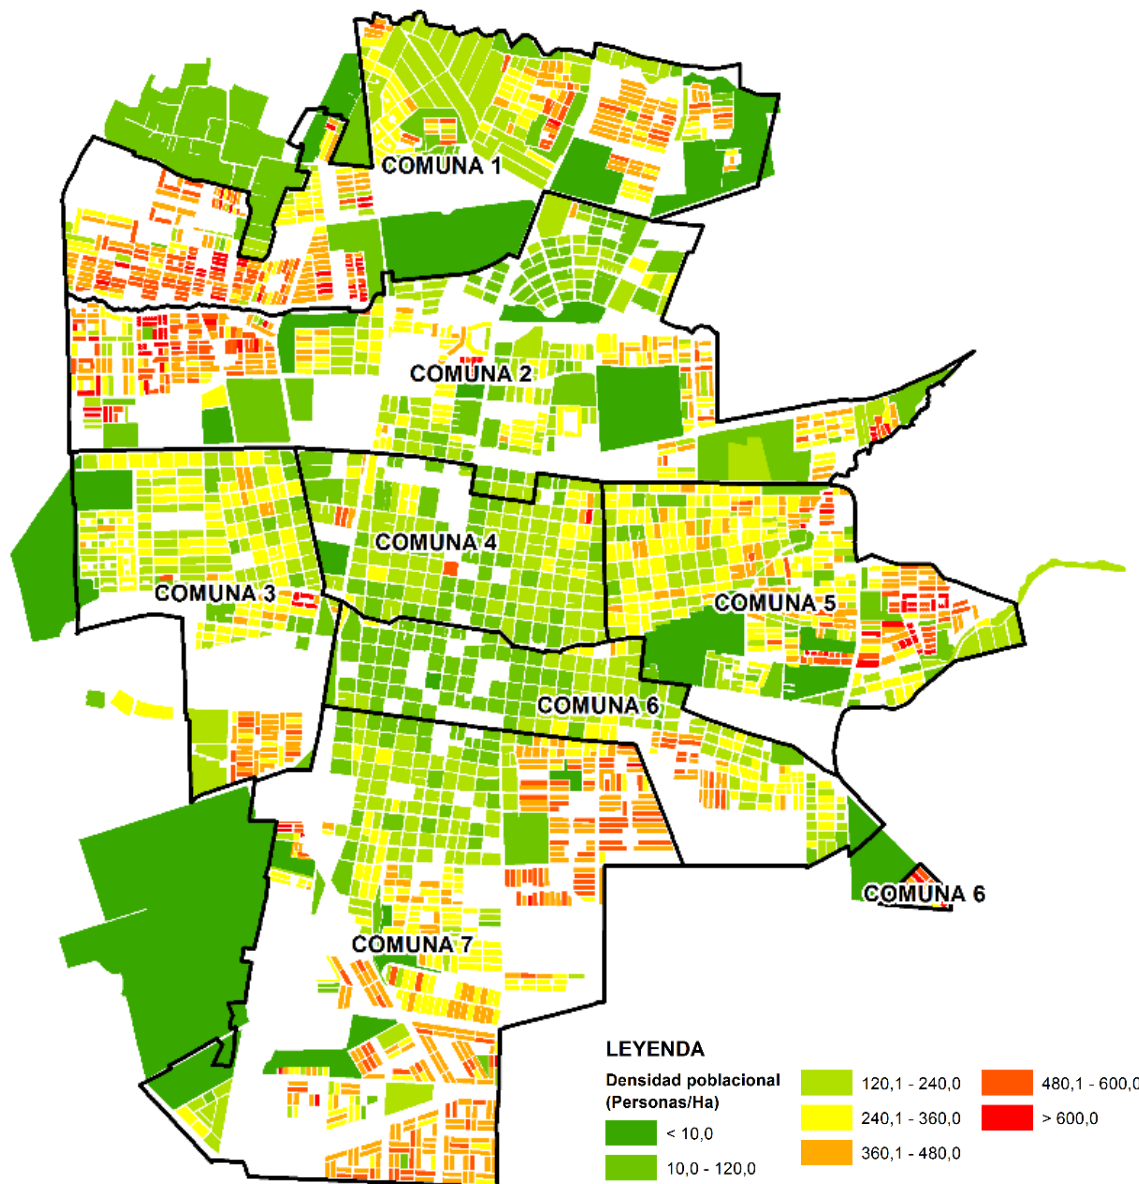 COMUNA 1
COMUNA 2
COMUNA 4
COMUNA 3
COMUNA 5
COMUNA 6
COMUNA 6
COMUNA 7
LEYENDA
Densidad poblacional
(Personas/Ha)
< 10,0
10,0 - 120,0
120,1 - 240,0
240,1 - 360,0
360,1 - 480,0
480,1 - 600,0
> 600,0